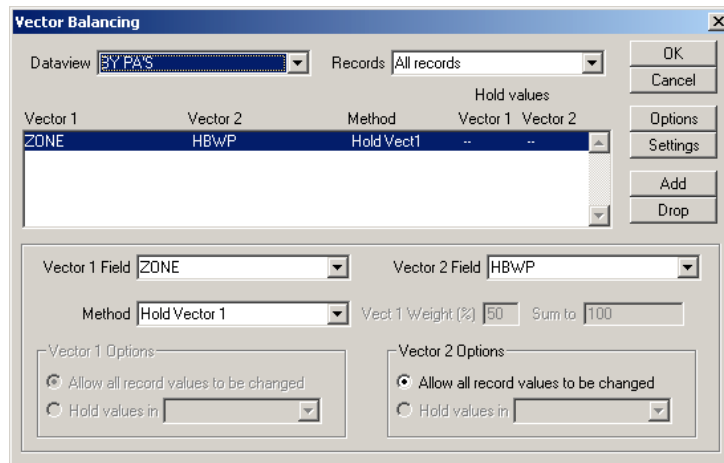 Vector Balancing
Dataview BY PA'S Records All records OK
Cancel
Hold values
Vector 1 Vector 2 Method Vector 1 Vector 2 Options
ZONE HBWP Hold Vect1 -- -- Settings
Add
Drop
Vector 1 Field ZONE Vector 2 Field HBWP
Method Hold Vector 1 Vect 1 Weight (%) 50 Sum to 100
Vector 1 Options Vector 2 Options
Allow all record values to be changed Allow all record values to be changed
Hold values in Hold values in